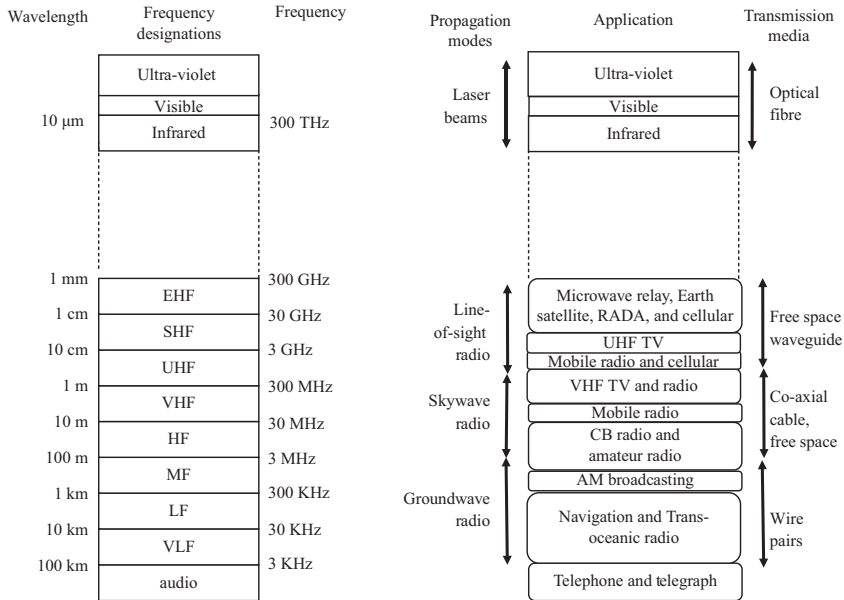 Wavelength
Frequency
designations
Frequency
Ultra-violet
Visible
10 μm
Infrared
300 THz
1 mm
300 GHz
EHF
1 cm
30 GHz
SHF
10 cm
3 GHz
UHF
1 m
300 MHz
VHF
10 m
30 MHz
HF
100 m
3 MHz
MF
1 km
300 KHz
LF
10 km
30 KHz
VLF
100 km
3 KHz
audio
Propagation
modes
Application
Transmission
media
Laser
beams
Ultra-violet
Visible
Infrared
Optical
fibre
Line-
of-sight
radio
Microwave relay, Earth
satellite, RADA, and cellular
UHF TV
Mobile radio and cellular
Free space
waveguide
Skywave
radio
VHF TV and radio
Mobile radio
CB radio and
amateur radio
Co-axial
cable,
free space
Groundwave
radio
AM broadcasting
Navigation and Trans-
oceanic radio
Wire
pairs
Telephone and telegraph